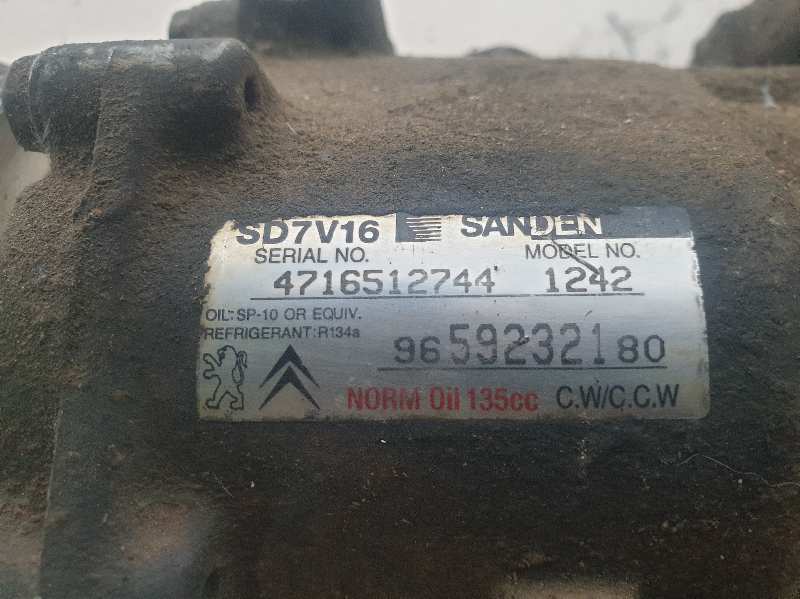 SD7V16 SANDEN
SERIAL NO. MODEL NO.
4716512744 1242
OIL: SP-10 OR EQUIV.
REFRIGERANT: R134a
9659232180
NORM Oil 135cc C.W/C.C.W